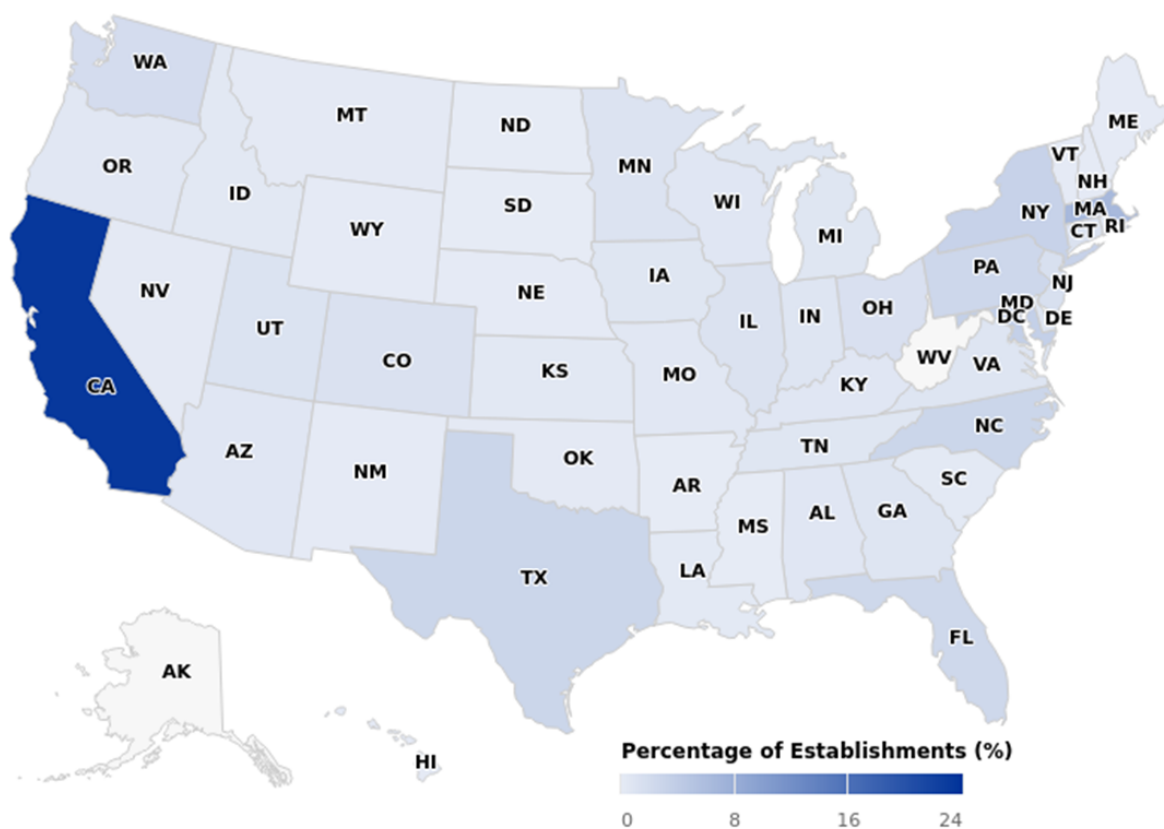 WA
ME
MT
ND
VT
OR
MN
NH
ID
SD
WI
MA
NY
RI
WY
CT
MI
PA
IA
NJ
NV
NE
MD
OH
DC
DE
IN
IL
UT
WV
CO
VA
KS
MO
KY
CA
NC
TN
AZ
OK
NM
SC
AR
GA
AL
MS
LA
TX
FL
AK
HI
Percentage of Establishments (%)
0 8 16 24